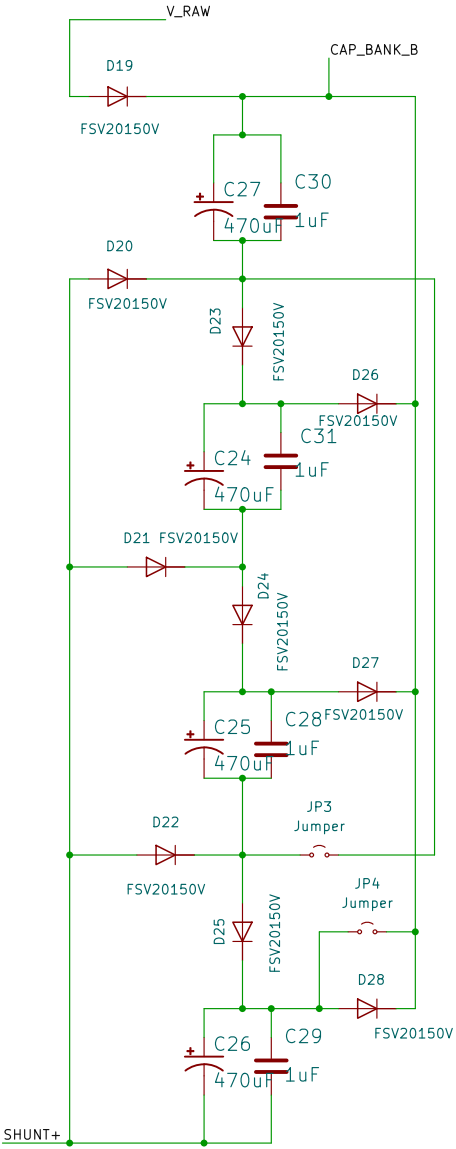 V_RAW
CAP_BANK_B
D19
FSV20150V
C27
C30
470uF
1uF
D20
FSV20150V
D23
FSV20150V
D26
FSV20150V
C31
C24
1uF
470uF
D21 FSV20150V
D24
FSV20150V
D27
FSV20150V
C25
C28
1uF
470uF
JP3
Jumper
D22
FSV20150V
JP4
Jumper
D25
FSV20150V
D28
FSV20150V
C26
C29
470uF
1uF
SHUNT+